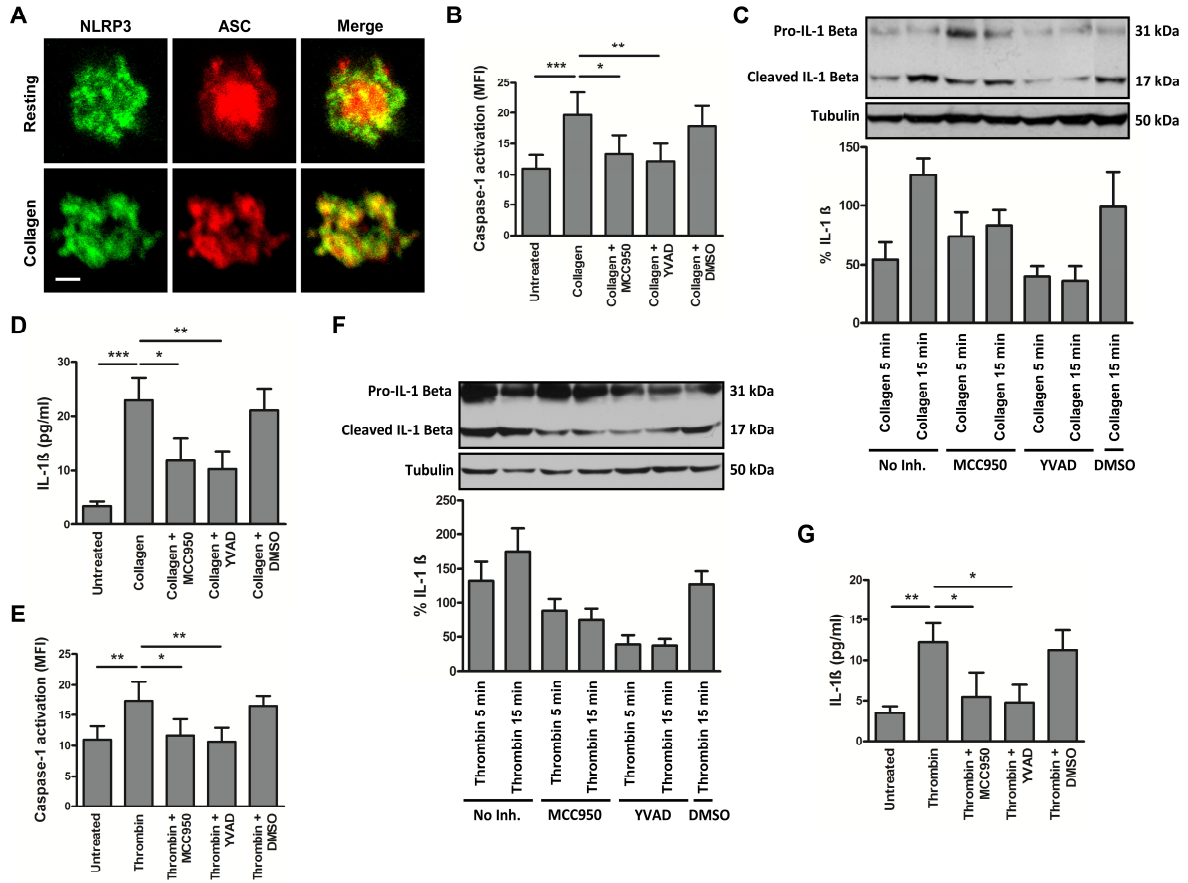 A
NLRP3 ASC Merge
Resting
Collagen
B
Caspase-1 activation (MFI)
25
20
15
10
5
0
*** * **
Untreated
Collagen
Collagen +
MCC950
Collagen +
YVAD
Collagen +
DMSO
C
Pro-IL-1 Beta 31 kDa
Cleaved IL-1 Beta 17 kDa
Tubulin 50 kDa
% IL-1 ß
150
100
50
0
Collagen 5 min
Collagen 15 min
Collagen 5 min
Collagen 15 min
Collagen 5 min
Collagen 15 min
Collagen 15 min
No Inh. MCC950 YVAD DMSO
D
IL-1ß (pg/ml)
30
20
10
0
*** * **
Untreated
Collagen
Collagen +
MCC950
Collagen +
YVAD
Collagen +
DMSO
E
Caspase-1 activation (MFI)
25
20
15
10
5
0
** * **
Untreated
Thrombin
Thrombin +
MCC950
Thrombin +
YVAD
Thrombin +
DMSO
F
Pro-IL-1 Beta 31 kDa
Cleaved IL-1 Beta 17 kDa
Tubulin 50 kDa
% IL-1 ß
250
200
150
100
50
0
Thrombin 5 min
Thrombin 15 min
Thrombin 5 min
Thrombin 15 min
Thrombin 5 min
Thrombin 15 min
Thrombin 15 min
No Inh. MCC950 YVAD DMSO
G
IL-1ß (pg/ml)
20
15
10
5
0
** * *
Untreated
Thrombin
Thrombin +
MCC950
Thrombin +
YVAD
Thrombin +
DMSO